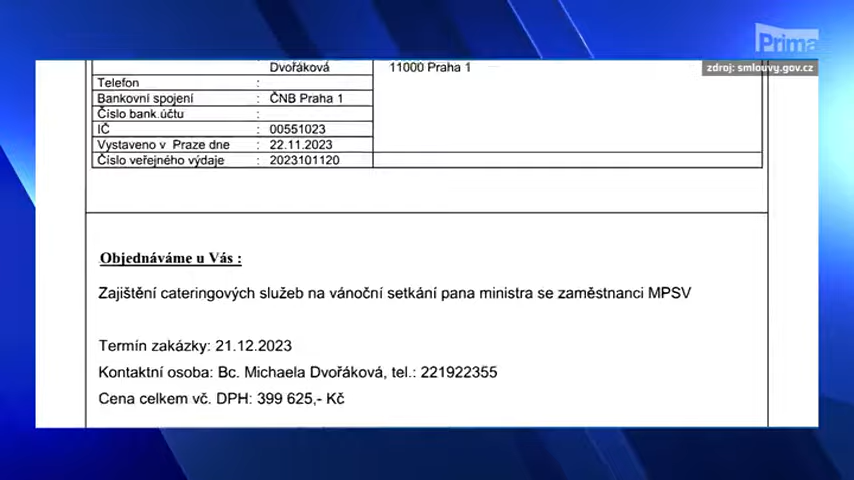 Prima
zdroj: smlouvy.gov.cz
Dvořáková
11000 Praha 1
Telefon :
Bankovní spojení : ČNB Praha 1
Číslo bank.účtu :
IČ : 00551023
Vystaveno v Praze dne : 22.11.2023
Číslo veřejného výdaje : 2023101120
Objednáváme u Vás :
Zajištění cateringových služeb na vánoční setkání pana ministra se zaměstnanci MPSV
Termín zakázky: 21.12.2023
Kontaktní osoba: Bc. Michaela Dvořáková, tel.: 221922355
Cena celkem vč. DPH: 399 625,- Kč